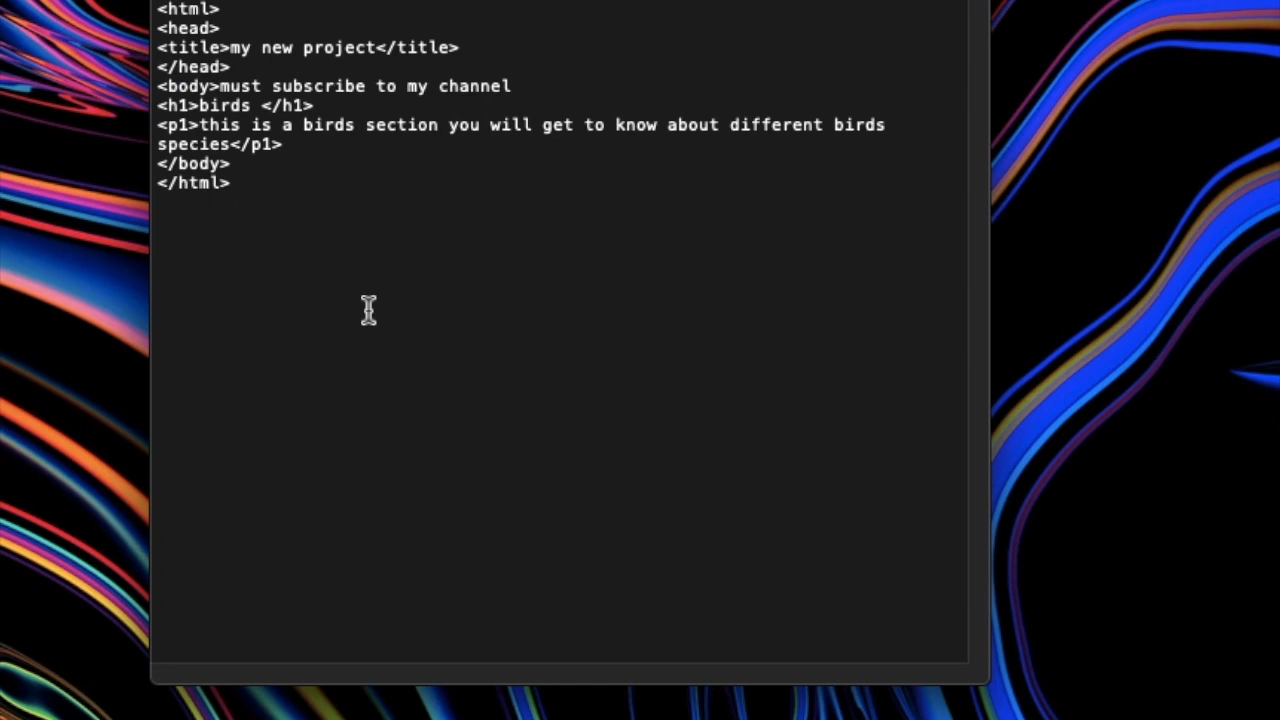 <html>
<head>
<title>my new project</title>
</head>
<body>must subscribe to my channel
<h1>birds </h1>
<p1>this is a birds section you will get to know about different birds
species</p1>
</body>
</html>